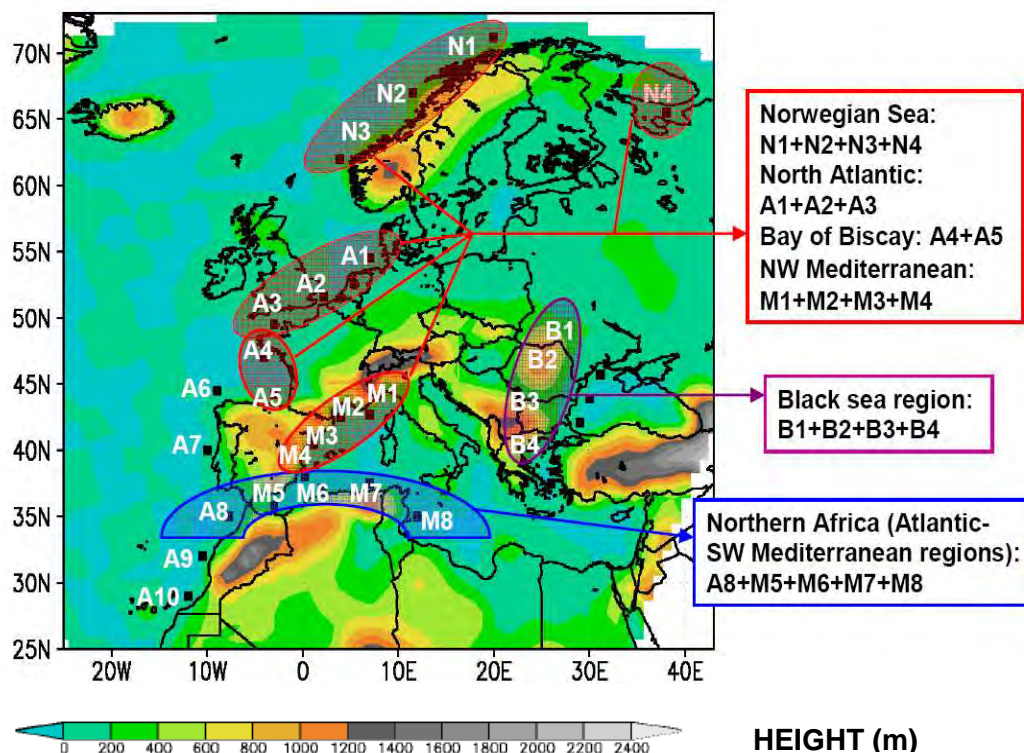 70N
65N
60N
55N
50N
45N
40N
35N
30N
25N
20W
10W
0
10E
20E
30E
40E
N1
N2
N3
N4
A1
A2
A3
A4
A5
A6
A7
A8
A9
A10
M1
M2
M3
M4
M5
M6
M7
M8
B1
B2
B3
B4
Norwegian Sea:
N1+N2+N3+N4
North Atlantic:
A1+A2+A3
Bay of Biscay: A4+A5
NW Mediterranean:
M1+M2+M3+M4
Black sea region:
B1+B2+B3+B4
Northern Africa (Atlantic-
SW Mediterranean regions):
A8+M5+M6+M7+M8
0 200 400 600 800 1000 1200 1400 1600 1800 2000 2200 2400
HEIGHT (m)